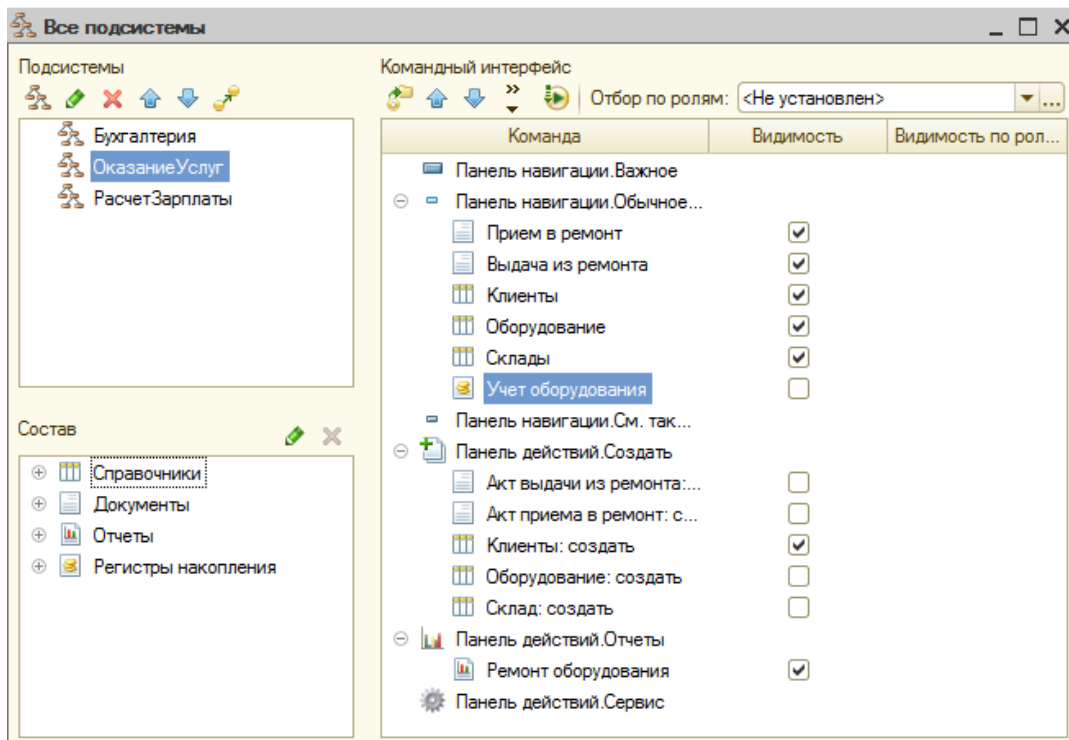 Все подсистемы
Подсистемы
Бухгалтерия
ОказаниеУслуг
РасчетЗарплаты
Состав
Справочники
Документы
Отчеты
Регистры накопления
Командный интерфейс
Отбор по ролям: <Не установлен>
Команда Видимость Видимость по рол...
Панель навигации.Важное
Панель навигации.Обычное...
Прием в ремонт
Выдача из ремонта
Клиенты
Оборудование
Склады
Учет оборудования
Панель навигации.См. так...
Панель действий.Создать
Акт выдачи из ремонта:...
Акт приема в ремонт: с...
Клиенты: создать
Оборудование: создать
Склад: создать
Панель действий.Отчеты
Ремонт оборудования
Панель действий.Сервис